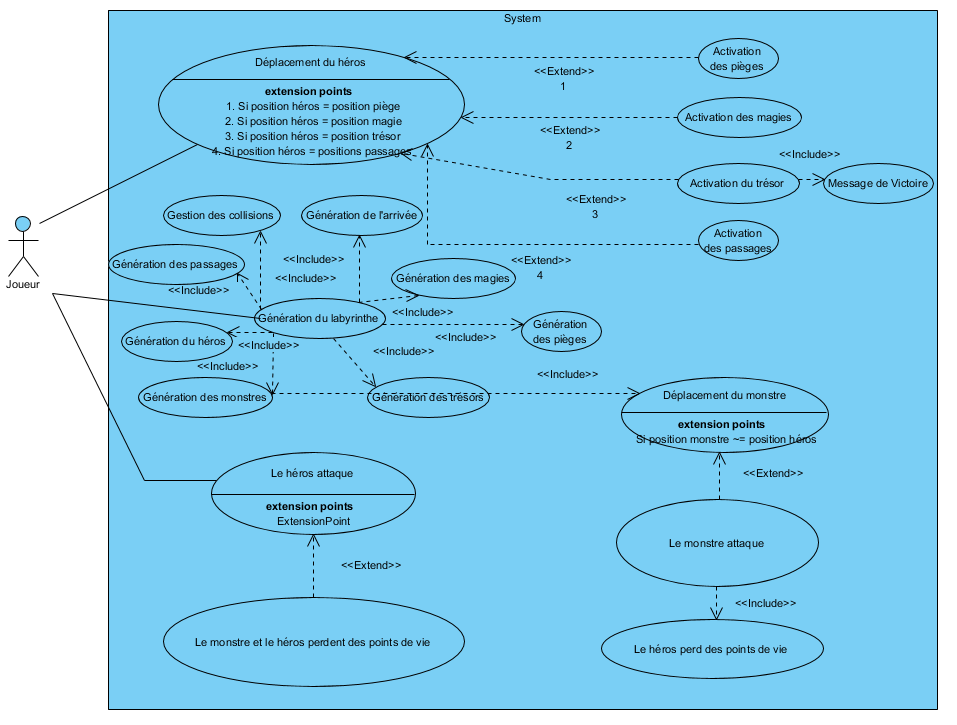 System
Déplacement du héros
extension points
1. Si position héros = position piège
2. Si position héros = position magie
3. Si position héros = position trésor
4. Si position héros = positions passages
Activation
des pièges
<<Extend>>
1
Activation des magies
<<Extend>>
2
<<Include>>
Activation du trésor
Message de Victoire
<<Extend>>
3
Activation
des passages
<<Extend>>
4
Joueur
Gestion des collisions
Génération de l'arrivée
Génération des passages
<<Include>>
<<Include>>
<<Include>>
Génération des magies
Génération du labyrinthe
<<Include>>
Génération
des pièges
<<Include>>
Génération du héros
<<Include>>
<<Include>>
<<Include>>
<<Include>>
Génération des monstres
Génération des trésors
Déplacement du monstre
extension points
Si position monstre ~= position héros
Le héros attaque
extension points
ExtensionPoint
<<Extend>>
Le monstre attaque
<<Extend>>
<<Include>>
Le monstre et le héros perdent des points de vie
Le héros perd des points de vie